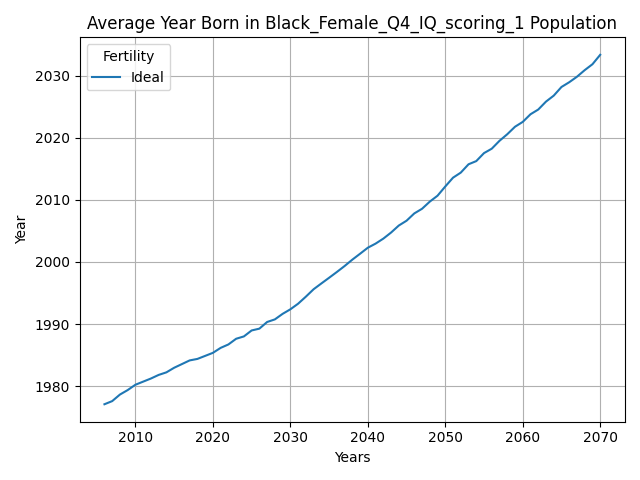 Average Year Born in Black_Female_Q4_IQ_scoring_1 Population
Fertility
Ideal
Year
2030
2020
2010
2000
1990
1980
2010 2020 2030 2040 2050 2060 2070
Years